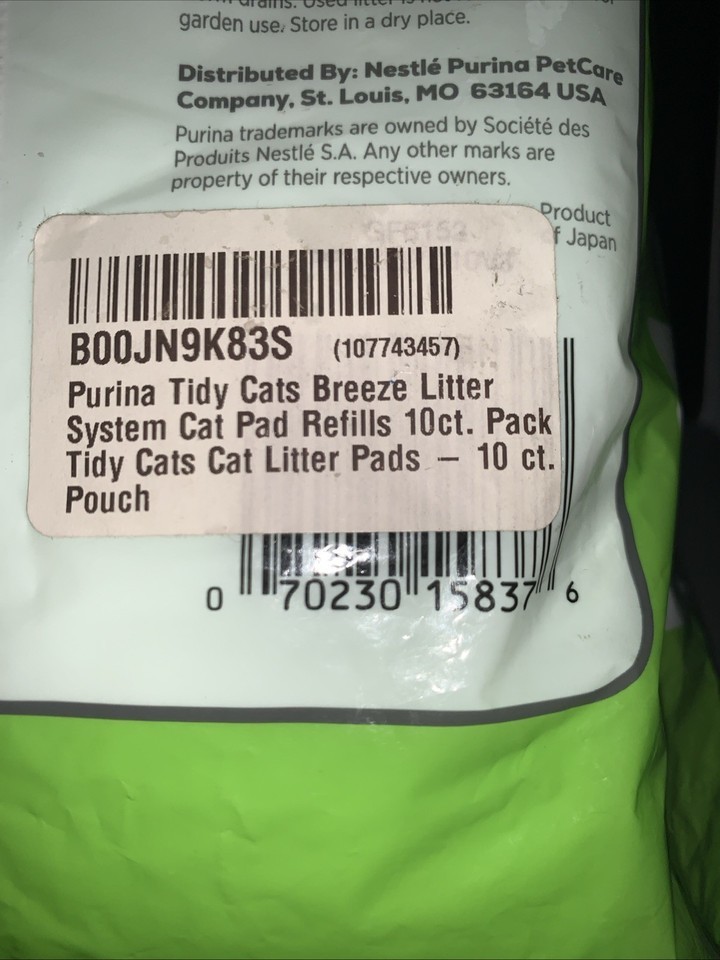 garden use. Store in a dry place.
Distributed By: Nestlé Purina PetCare
Company, St. Louis, MO 63164 USA
Purina trademarks are owned by Société des
Produits Nestlé S.A. Any other marks are
property of their respective owners.
Product
f Japan
B00JN9K83S (107743457)
Purina Tidy Cats Breeze Litter
System Cat Pad Refills 10ct. Pack
Tidy Cats Cat Litter Pads – 10 ct.
Pouch
0 70230 15837 6